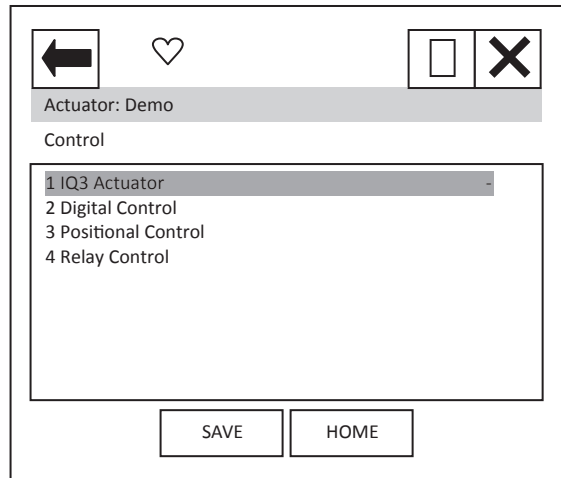 Actuator: Demo
Control
1 IQ3 Actuator -
2 Digital Control
3 Positional Control
4 Relay Control
SAVE HOME